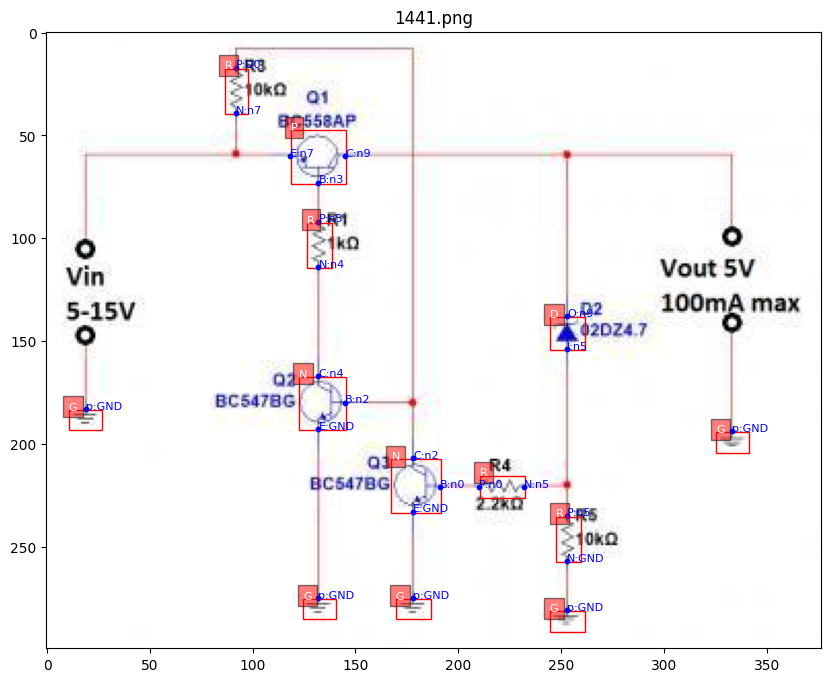 1441.png
R P:n0 R3
10kΩ
N:n7
Q1
BC558AP
P
E:n7
C:n9
B:n3
R R1
1kΩ
N:n4
Vin
5-15V
Vout 5V
100mA max
D D2
O:n9
02DZ4.7
I:n5
N C:n4
Q2
BC547BG
B:n2
E:GND
G p:GND
G p:GND
N C:n2
Q3
BC547BG
B:n0
E:GND
R R4
P:n0
N:n5
2.2kΩ
R R5
10kΩ
N:GND
G p:GND
G p:GND
G p:GND
0
50
100
150
200
250
0 50 100 150 200 250 300 350